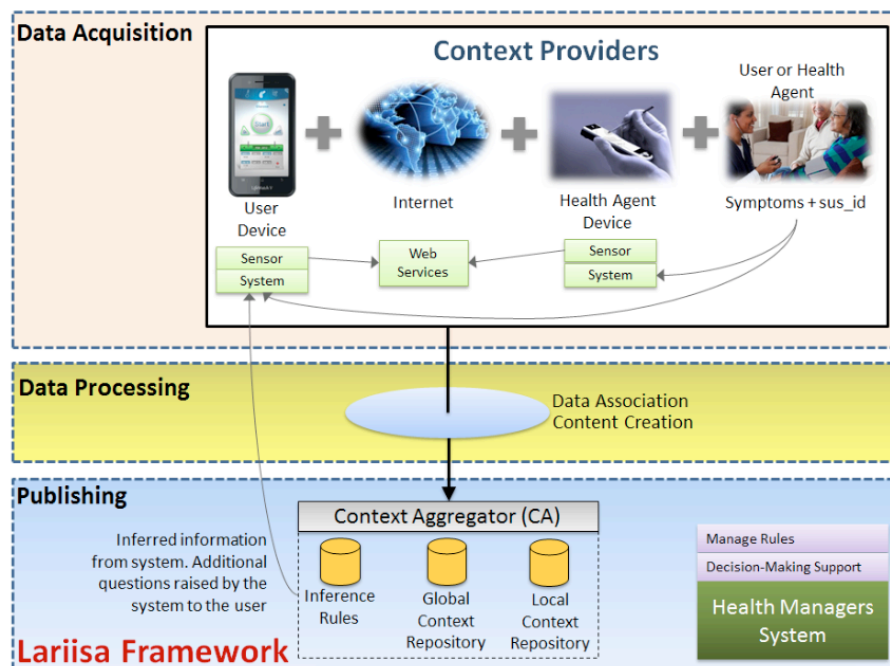 Data Acquisition
Context Providers
User or Health
Agent
Start
User
Device
Internet
Health Agent
Device
Symptoms + sus_id
Sensor
System
Web
Services
Sensor
System
Data Processing
Data Association
Content Creation
Publishing
Context Aggregator (CA)
Inferred information
from system. Additional
questions raised by the
system to the user
Inference
Rules
Global
Context
Repository
Local
Context
Repository
Manage Rules
Decision-Making Support
Health Managers
System
Lariisa Framework